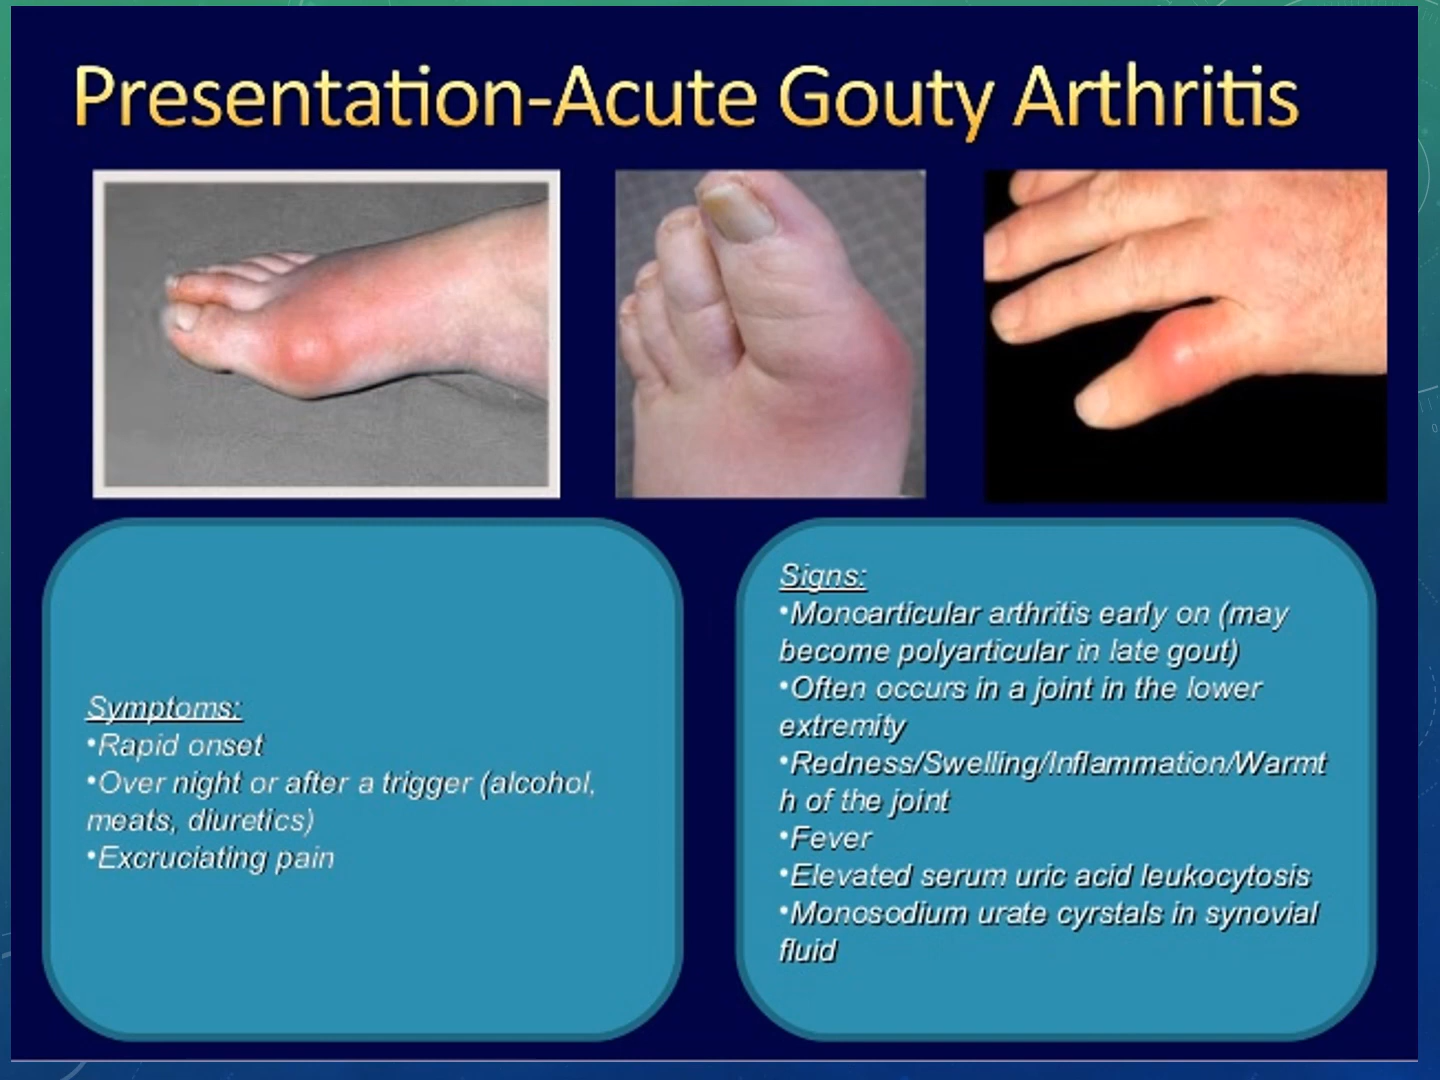 Presentation-Acute Gouty Arthritis
Symptoms:
•Rapid onset
•Over night or after a trigger (alcohol,
meats, diuretics)
•Excruciating pain
Signs:
•Monoarticular arthritis early on (may
become polyarticular in late gout)
•Often occurs in a joint in the lower
extremity
•Redness/Swelling/Inflammation/Warmt
h of the joint
•Fever
•Elevated serum uric acid leukocytosis
•Monosodium urate cyrstals in synovial
fluid